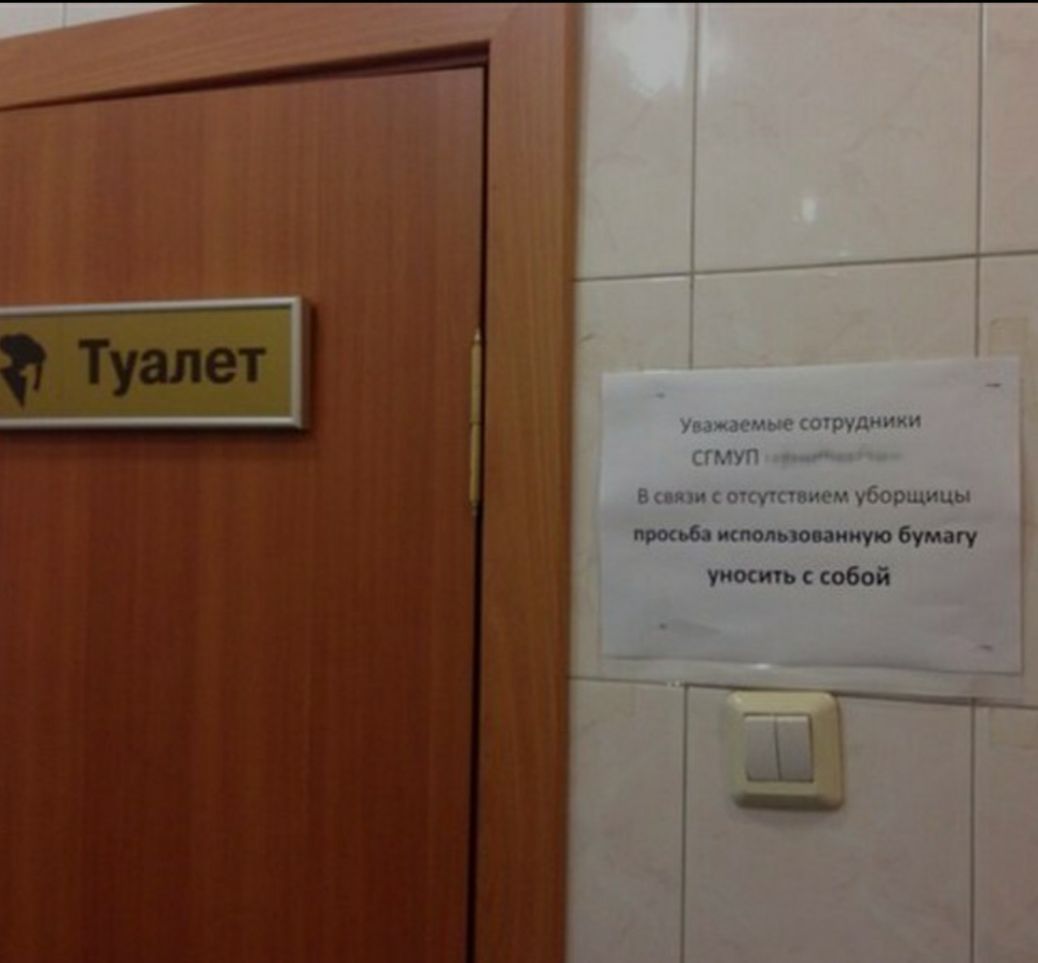 Туалет
Уважаемые сотрудники
СГМУП
В связи с отсутствием уборщицы
просьба использованную бумагу
уносить с собой